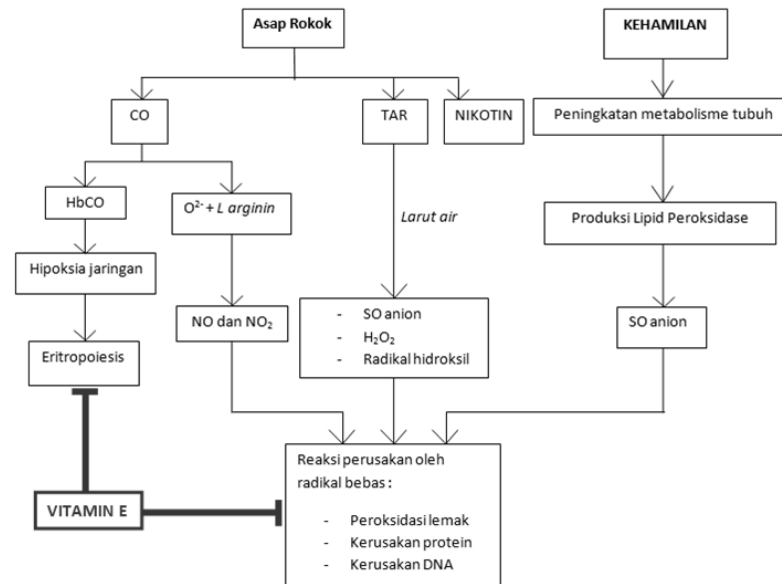 Asap Rokok
KEHAMILAN
CO
TAR
NIKOTIN
Peningkatan metabolisme tubuh
HbCO
O²⁻ + L arginin
Larut air
Produksi Lipid Peroksidase
Hipoksia jaringan
NO dan NO₂
- SO anion
- H₂O₂
- Radikal hidroksil
SO anion
Eritropoiesis
Reaksi perusakan oleh
radikal bebas :
- Peroksidasi lemak
- Kerusakan protein
- Kerusakan DNA
VITAMIN E